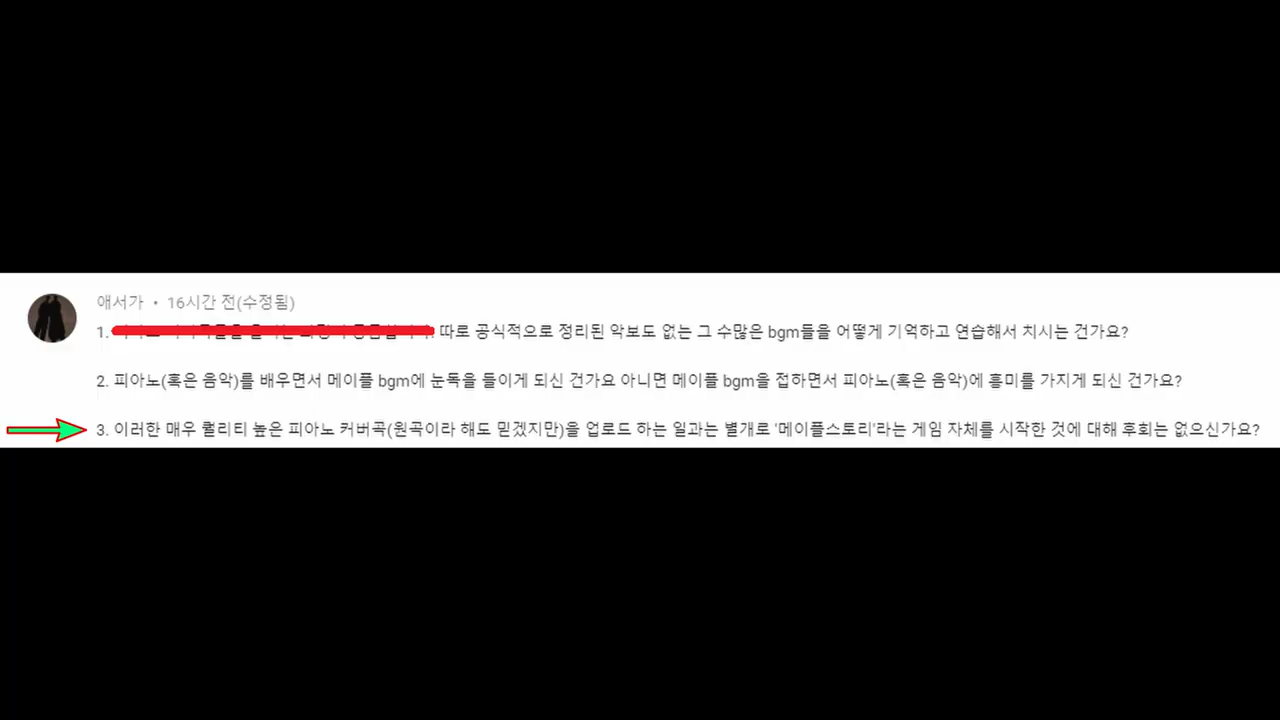 애서가 • 16시간 전(수정됨)
1. 따로 공식적으로 정리된 악보도 없는 그 수많은 bgm들을 어떻게 기억하고 연습해서 치시는 건가요?
2. 피아노(혹은 음악)를 배우면서 메이플 bgm에 눈독을 들이게 되신 건가요 아니면 메이플 bgm을 접하면서 피아노(혹은 음악)에 흥미를 가지게 되신 건가요?
3. 이러한 매우 퀄리티 높은 피아노 커버곡(원곡이라 해도 믿겠지만)을 업로드 하는 일과는 별개로 '메이플스토리'라는 게임 자체를 시작한 것에 대해 후회는 없으신가요?